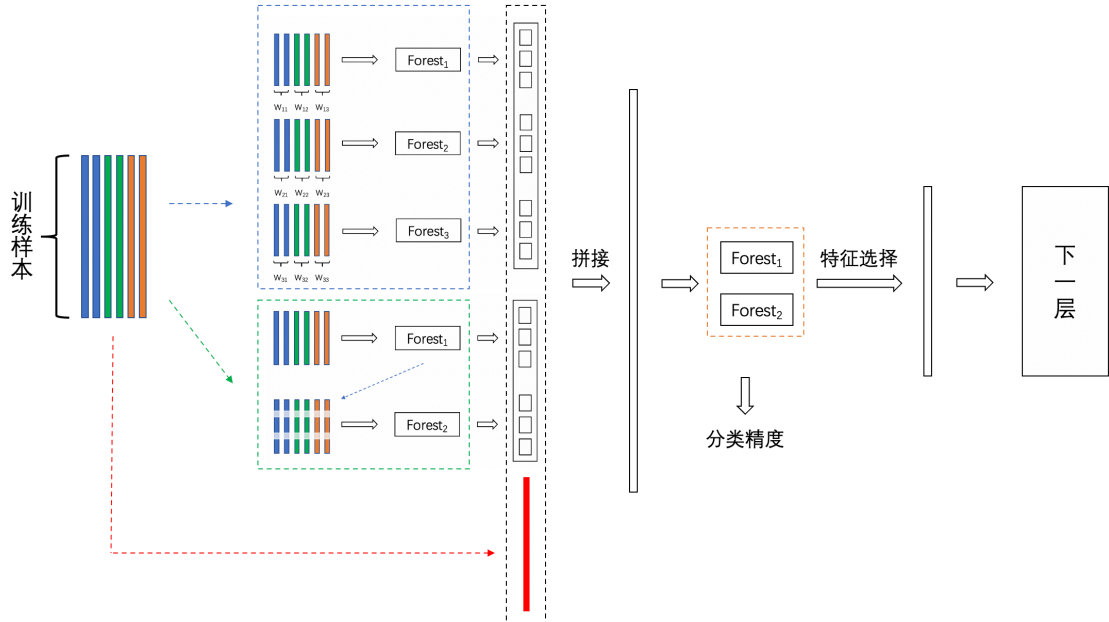 训练样本
Forest₁
W₁₁ W₁₂ W₁₃
Forest₂
W₂₁ W₂₂ W₂₃
Forest₃
W₃₁ W₃₂ W₃₃
Forest₁
Forest₂
拼接
Forest₁
Forest₂
分类精度
特征选择
下一层